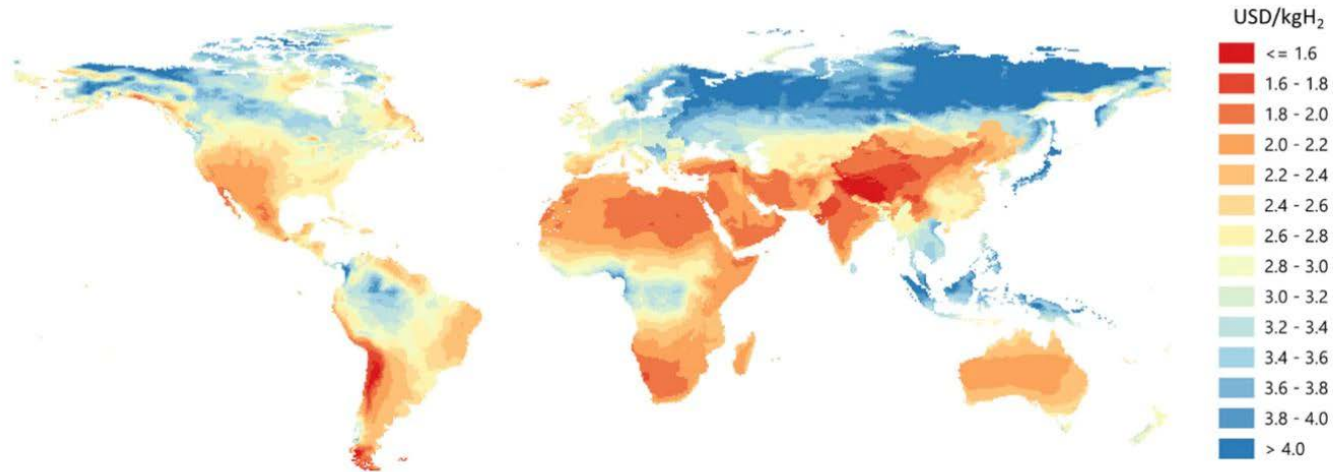 USD/kgH₂
<= 1.6
1.6 - 1.8
1.8 - 2.0
2.0 - 2.2
2.2 - 2.4
2.4 - 2.6
2.6 - 2.8
2.8 - 3.0
3.0 - 3.2
3.2 - 3.4
3.4 - 3.6
3.6 - 3.8
3.8 - 4.0
> 4.0